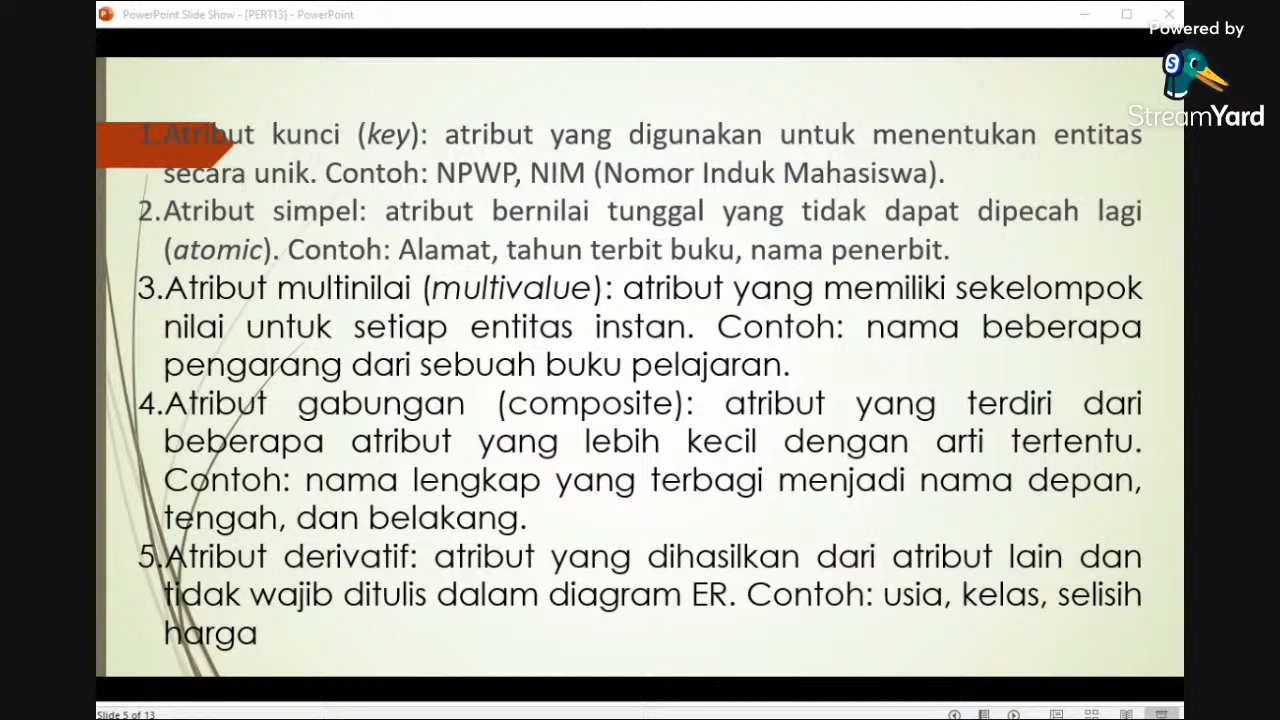 PowerPoint Slide Show - [PERT13] - PowerPoint
Powered by
StreamYard
1.Atribut kunci (key): atribut yang digunakan untuk menentukan entitas
secara unik. Contoh: NPWP, NIM (Nomor Induk Mahasiswa).
2.Atribut simpel: atribut bernilai tunggal yang tidak dapat dipecah lagi
(atomic). Contoh: Alamat, tahun terbit buku, nama penerbit.
3.Atribut multinilai (multivalue): atribut yang memiliki sekelompok
nilai untuk setiap entitas instan. Contoh: nama beberapa
pengarang dari sebuah buku pelajaran.
4.Atribut gabungan (composite): atribut yang terdiri dari
beberapa atribut yang lebih kecil dengan arti tertentu.
Contoh: nama lengkap yang terbagi menjadi nama depan,
tengah, dan belakang.
5.Atribut derivatif: atribut yang dihasilkan dari atribut lain dan
tidak wajib ditulis dalam diagram ER. Contoh: usia, kelas, selisih
harga
Slide 5 of 13